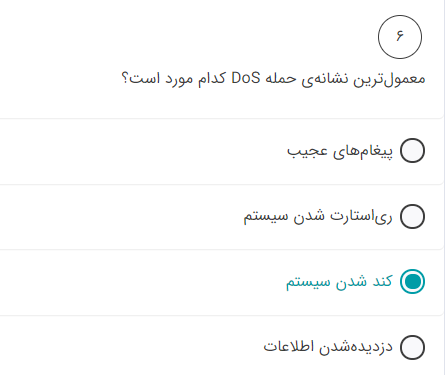 ۶
معمول‌ترین نشانه‌ی حمله DoS کدام مورد است؟
پیغام‌های عجیب
ری‌استارت شدن سیستم
کند شدن سیستم
دزدیده‌شدن اطلاعات